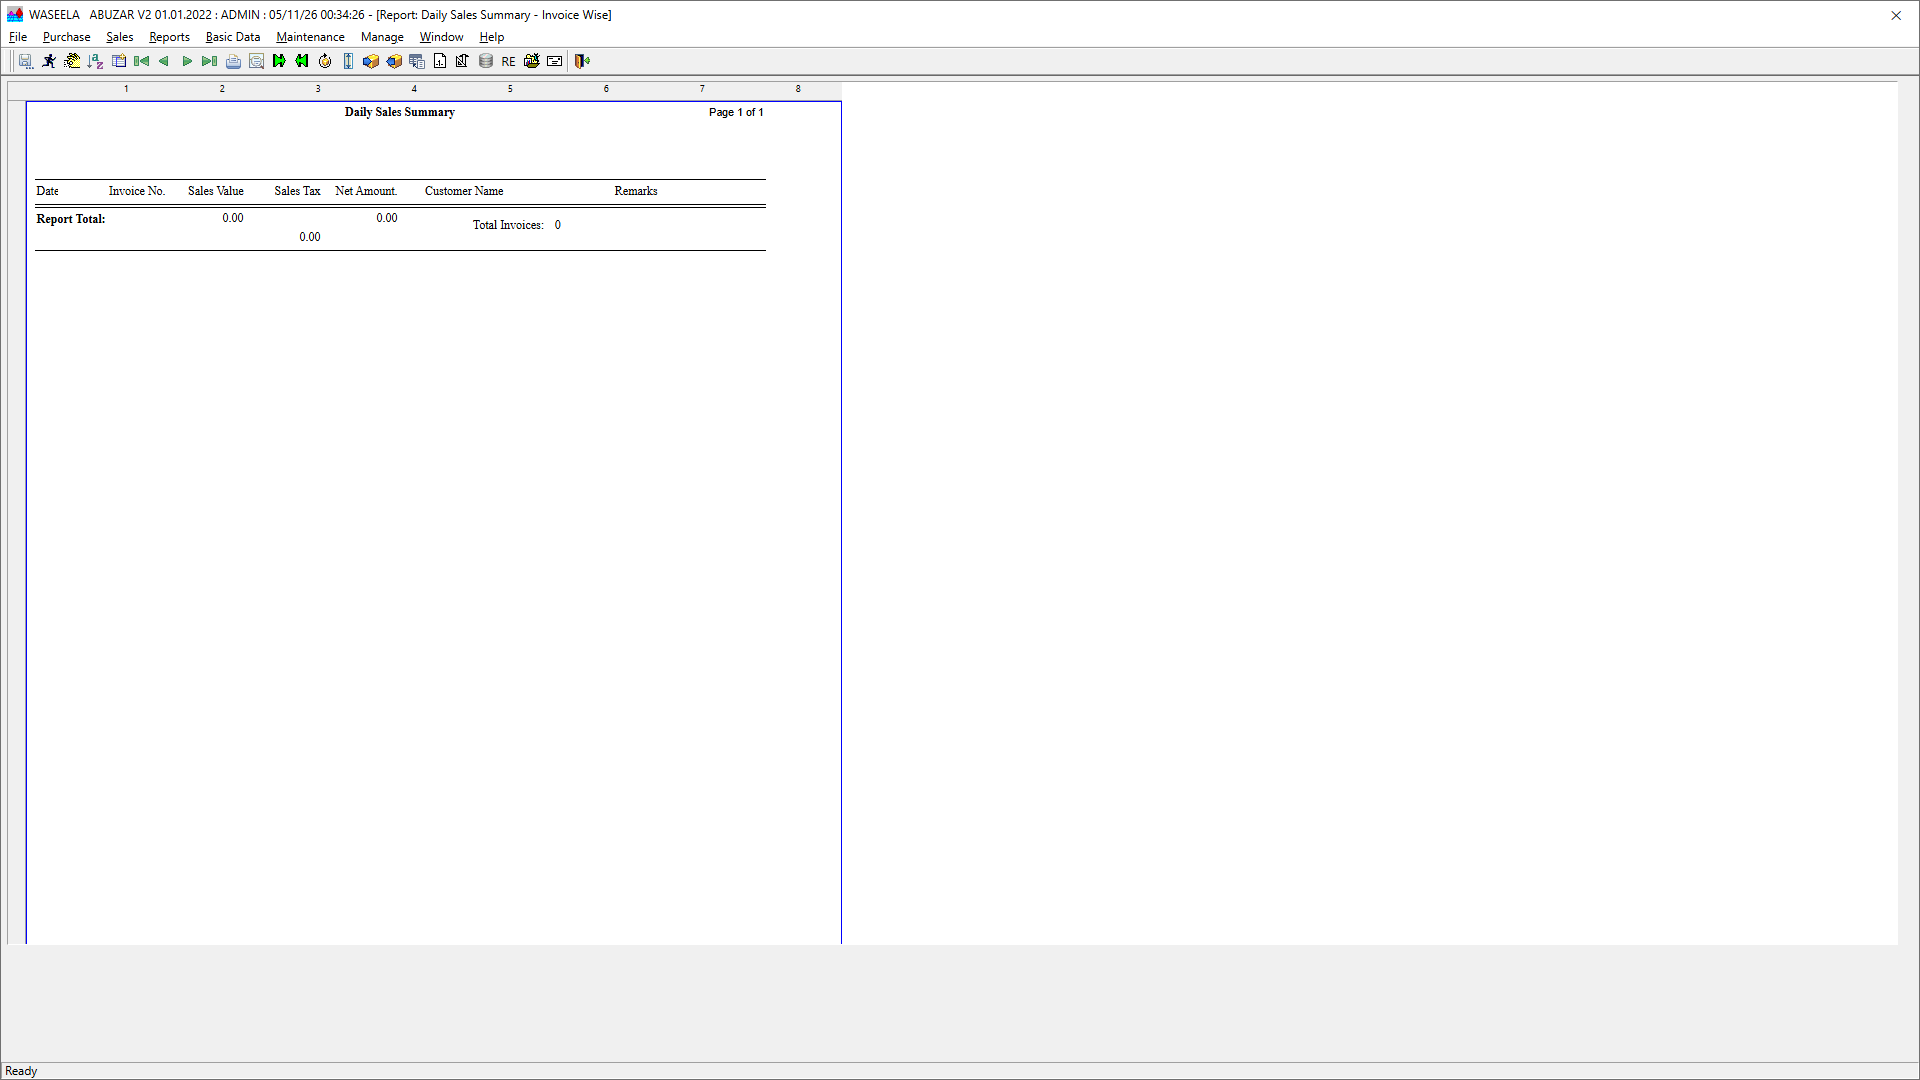 WASEELA   ABUZAR V2 01.01.2022 : ADMIN : 05/11/26 00:34:26 - [Report: Daily Sales Summary - Invoice Wise]
File Purchase Sales Reports Basic Data Maintenance Manage Window Help
RE
1 2 3 4 5 6 7 8
Daily Sales Summary Page 1 of 1
Date Invoice No. Sales Value Sales Tax Net Amount. Customer Name Remarks
Report Total: 0.00 0.00
Total Invoices: 0
0.00
Ready